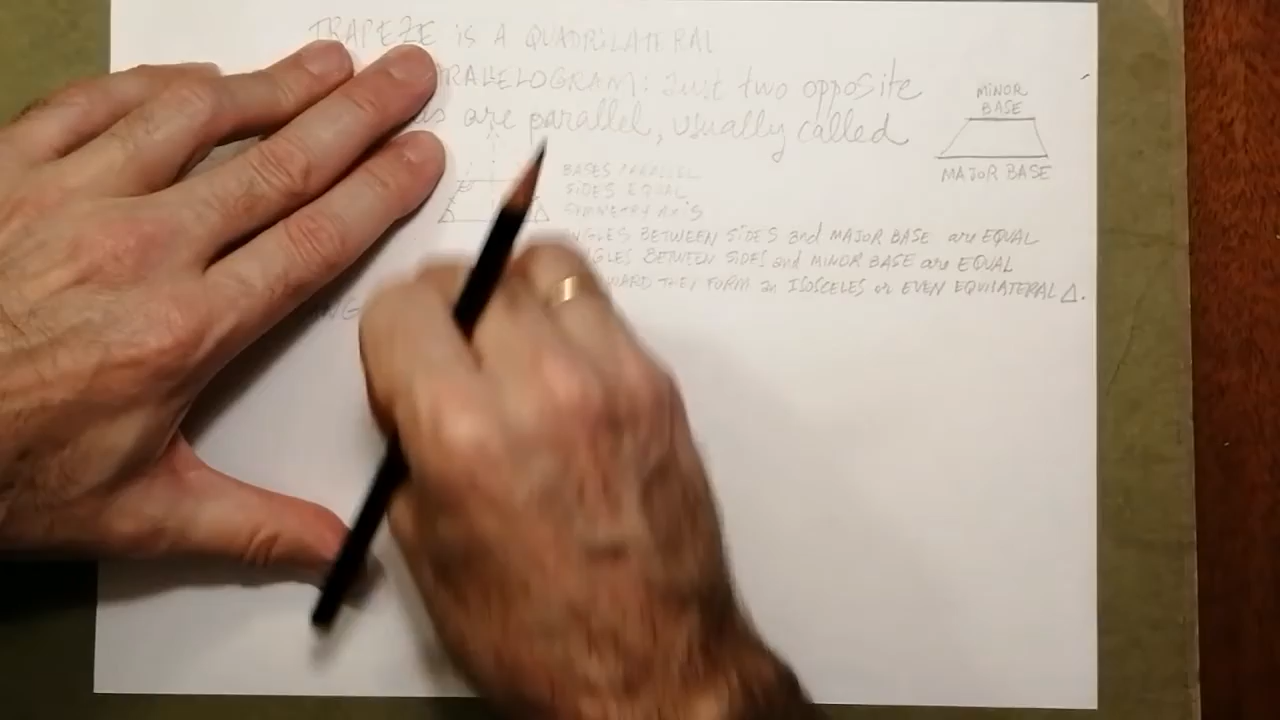 TRAPEZE is A QUADRILATERAL
RALLELOGRAM: Just two opposite
are parallel, usually called
MINOR
BASE
MAJOR BASE
BASES PARALLEL
SIDES EQUAL
SYMMETRY AXIS
ANGLES BETWEEN SIDES and MAJOR BASE are EQUAL
NGLES BETWEEN SIDES and MINOR BASE are EQUAL
WARD THEY FORM an ISOSCELES or EVEN EQUILATERAL △.